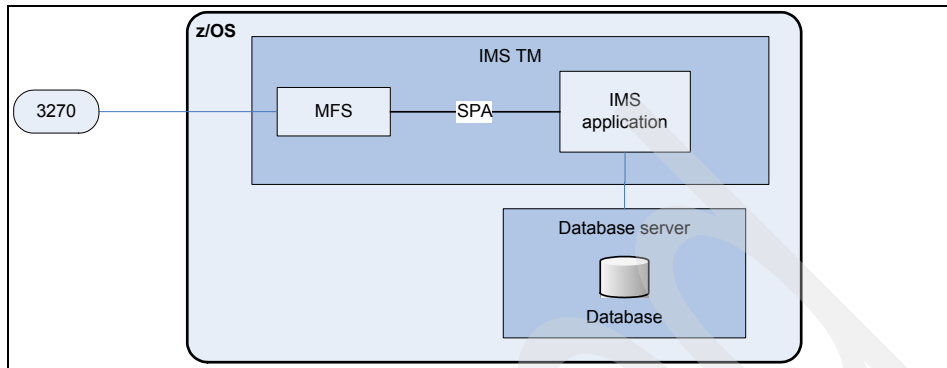 z/OS
IMS TM
3270
MFS
SPA
IMS
application
Database server
Database